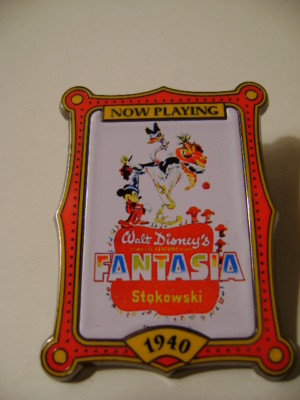 NOW PLAYING
Walt Disney's
FANTASIA
Stokowski
1940